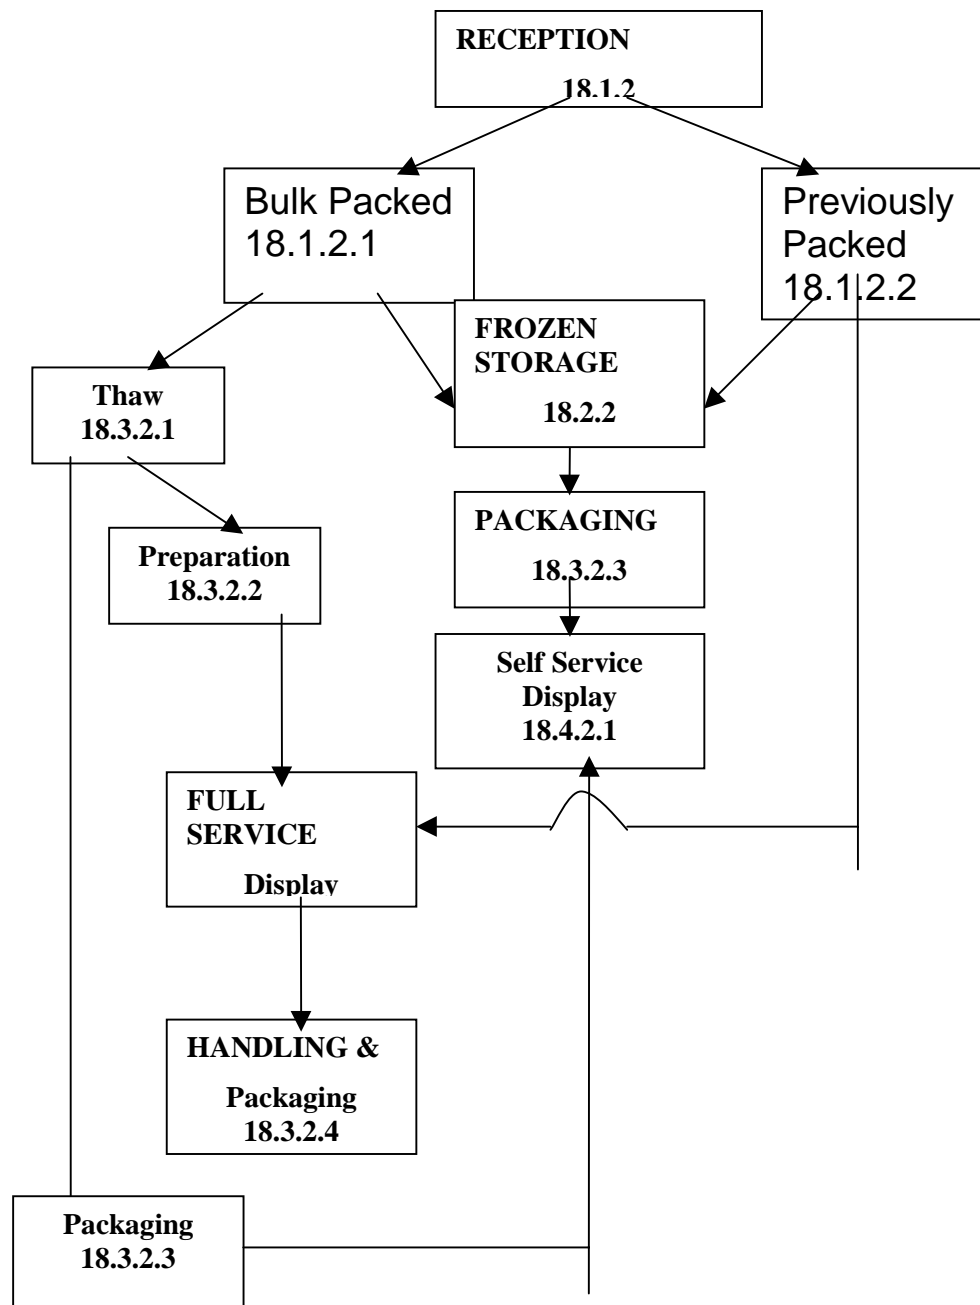 RECEPTION
18.1.2
Bulk Packed
18.1.2.1
Previously
Packed
18.1.2.2
FROZEN
STORAGE
18.2.2
Thaw
18.3.2.1
PACKAGING
18.3.2.3
Preparation
18.3.2.2
Self Service
Display
18.4.2.1
FULL
SERVICE
Display
HANDLING &
Packaging
18.3.2.4
Packaging
18.3.2.3